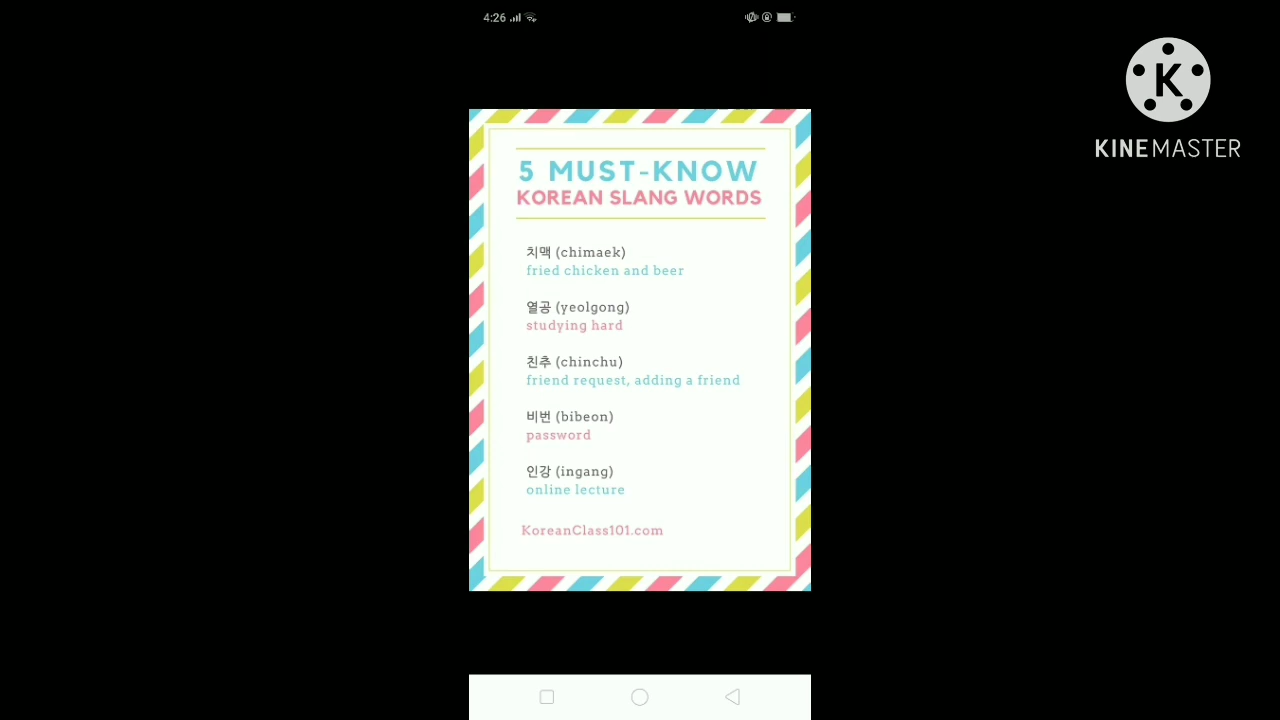 4:26
KINEMASTER
5 MUST-KNOW
KOREAN SLANG WORDS
치맥 (chimaek)
fried chicken and beer
열공 (yeolgong)
studying hard
친추 (chinchu)
friend request, adding a friend
비번 (bibeon)
password
인강 (ingang)
online lecture
KoreanClass101.com